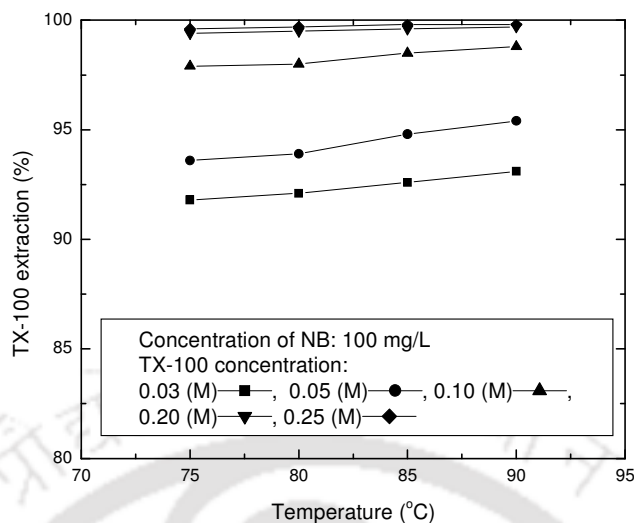 100
95
90
85
80
TX-100 extraction (%)
Concentration of NB: 100 mg/L
TX-100 concentration:
0.03 (M) , 0.05 (M) , 0.10 (M) ,
0.20 (M) , 0.25 (M)
70 75 80 85 90 95
Temperature (°C)